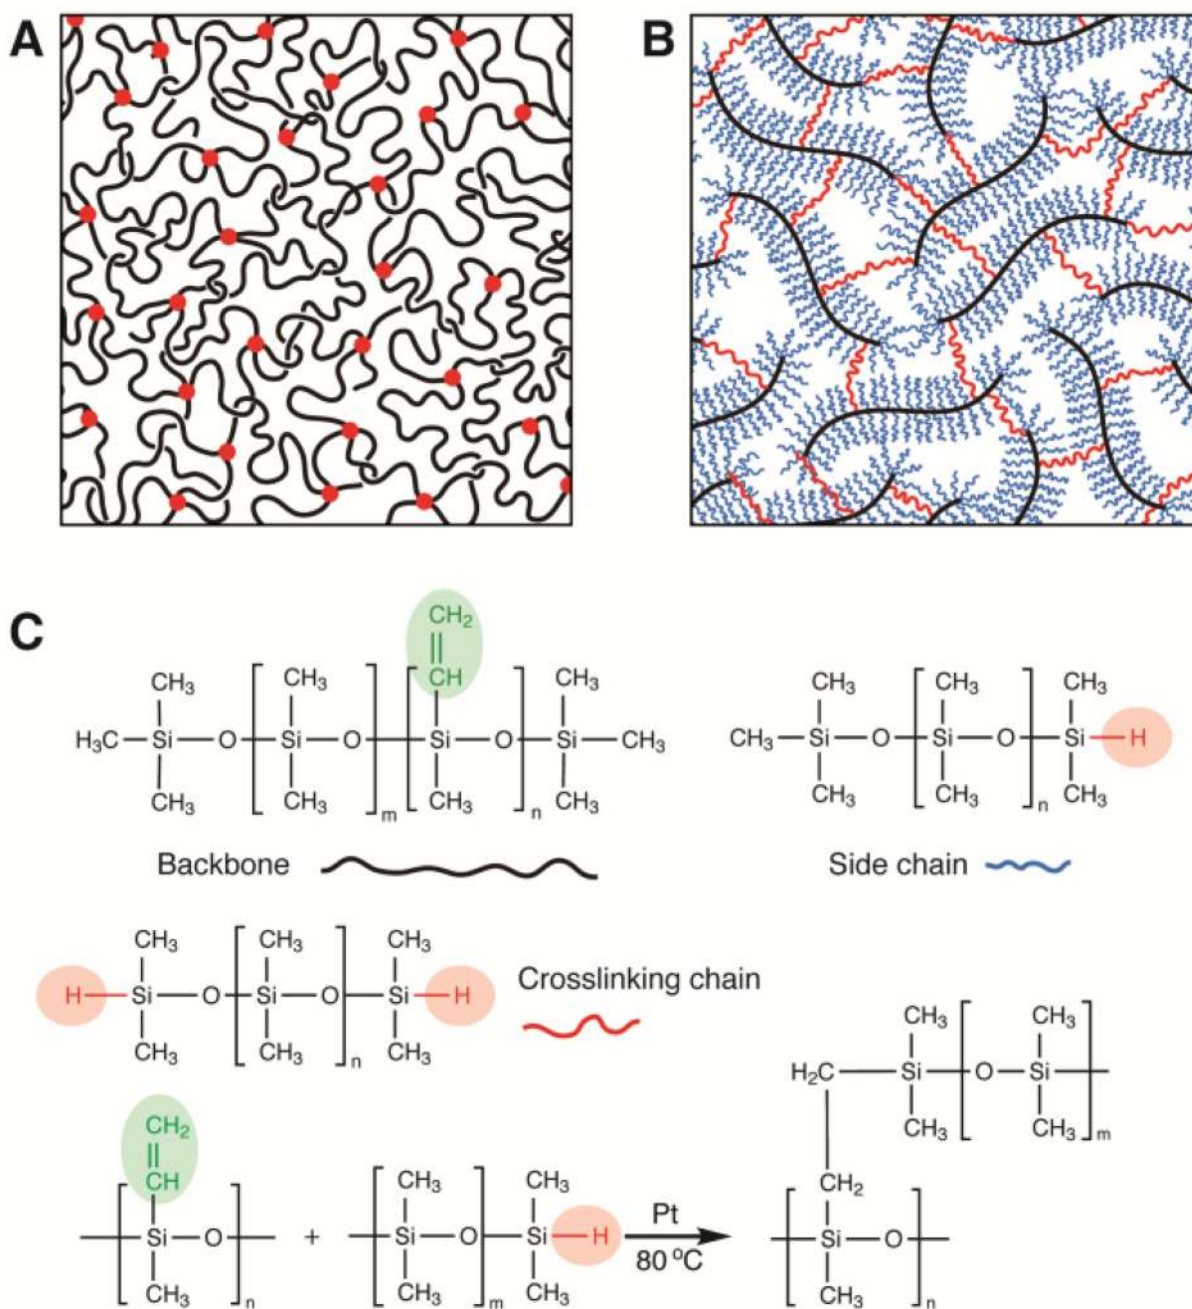 A
B
C
CH2
CH
CH3 CH3 CH3
H3C Si O Si O Si O Si CH3
CH3 CH3 m CH3 n CH3
CH3 CH3 CH3
CH3 Si O Si O Si H
CH3 CH3 n CH3
Backbone
Side chain
CH3 CH3 CH3
H Si O Si O Si H
CH3 CH3 n CH3
Crosslinking chain
CH2
CH
Si O
CH3 n
+
CH3 CH3
Si O Si H
CH3 m CH3
Pt
80 °C
CH3 CH3
H2C Si O Si
CH3 CH3 m
CH2
Si O
CH3 n